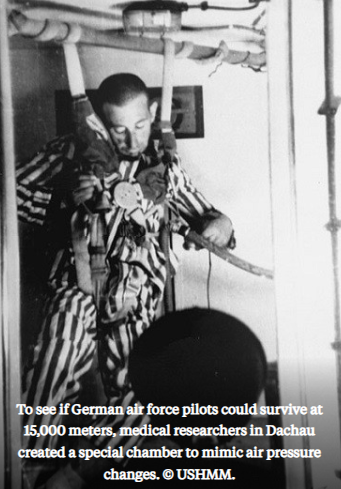 To see if German air force pilots could survive at
15,000 meters, medical researchers in Dachau
created a special chamber to mimic air pressure
changes. © USHMM.